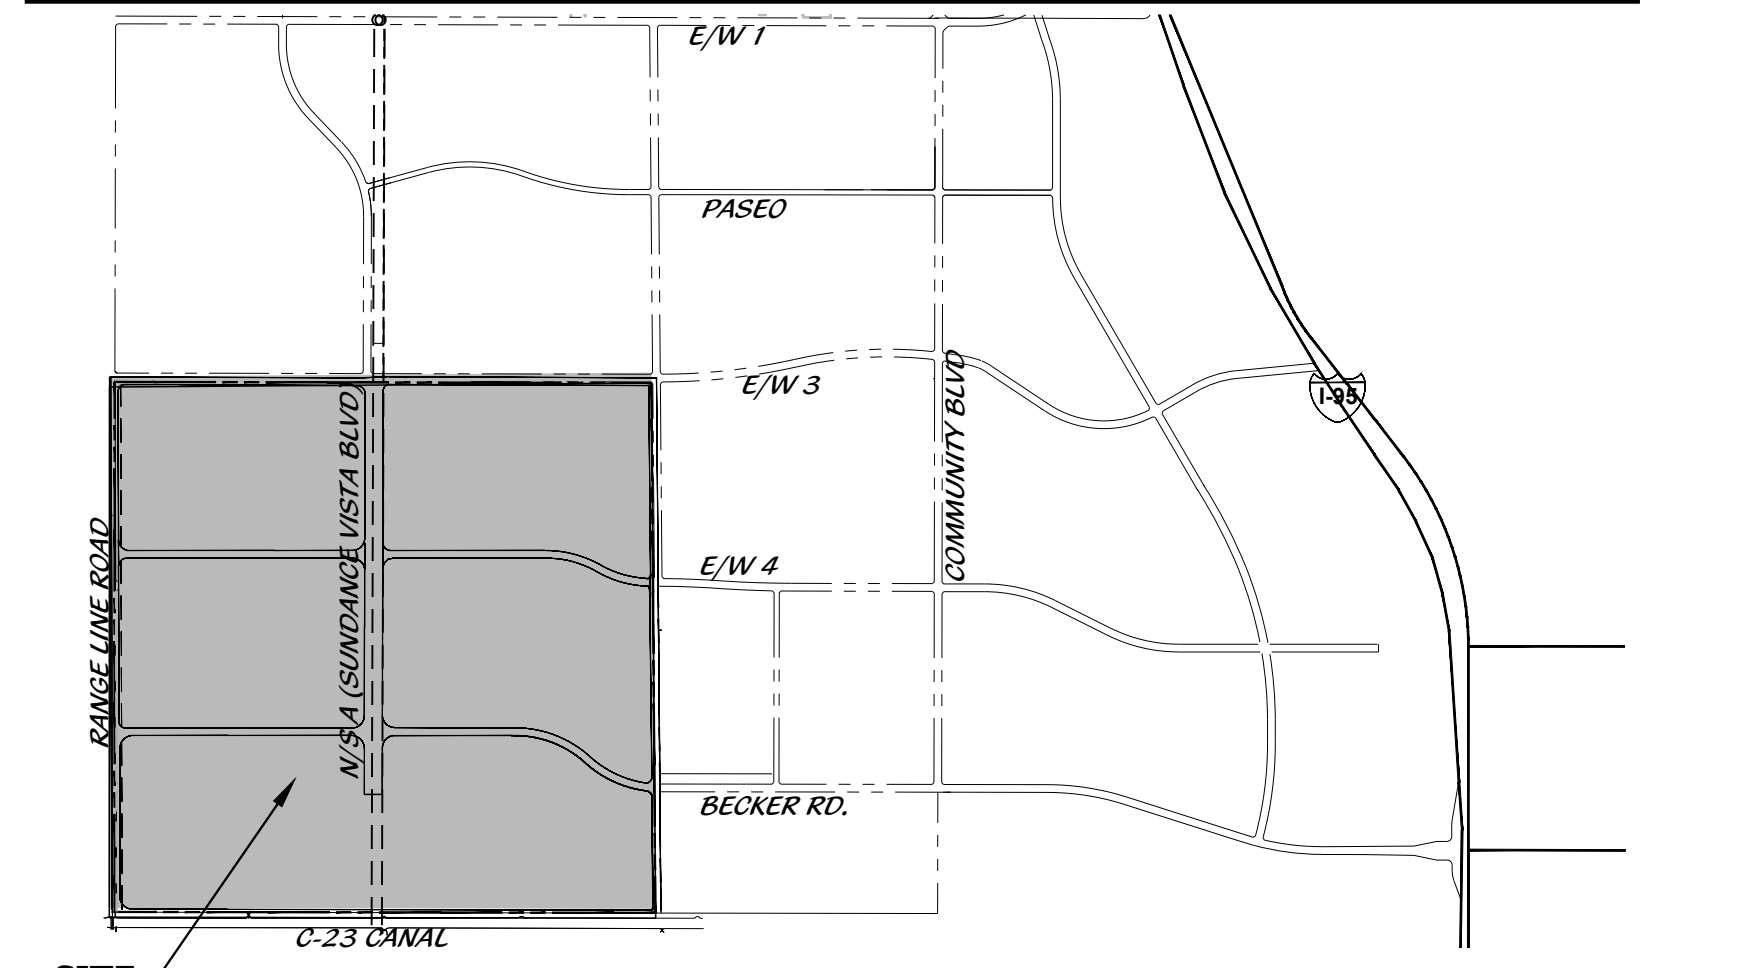 E/W 1
PASEO
E/W 3
I-95
COMMUNITY BLVD
N/S A (SUNDANCE VISTA BLVD)
RANGE LINE ROAD
E/W 4
BECKER RD.
C-23 CANAL
SITE